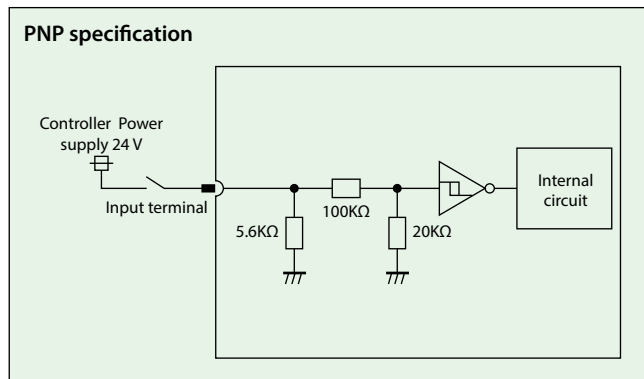 PNP specification
Controller Power
supply 24 V
Input terminal
5.6KΩ
100KΩ
20KΩ
Internal
circuit